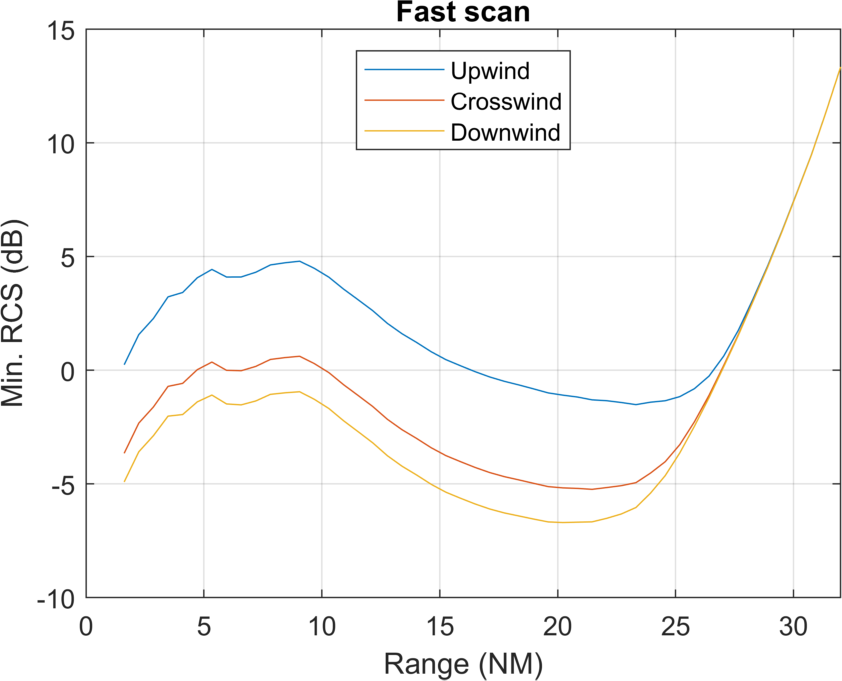 Fast scan
Upwind
Crosswind
Downwind
Min. RCS (dB)
15
10
5
0
-5
-10
0 5 10 15 20 25 30
Range (NM)